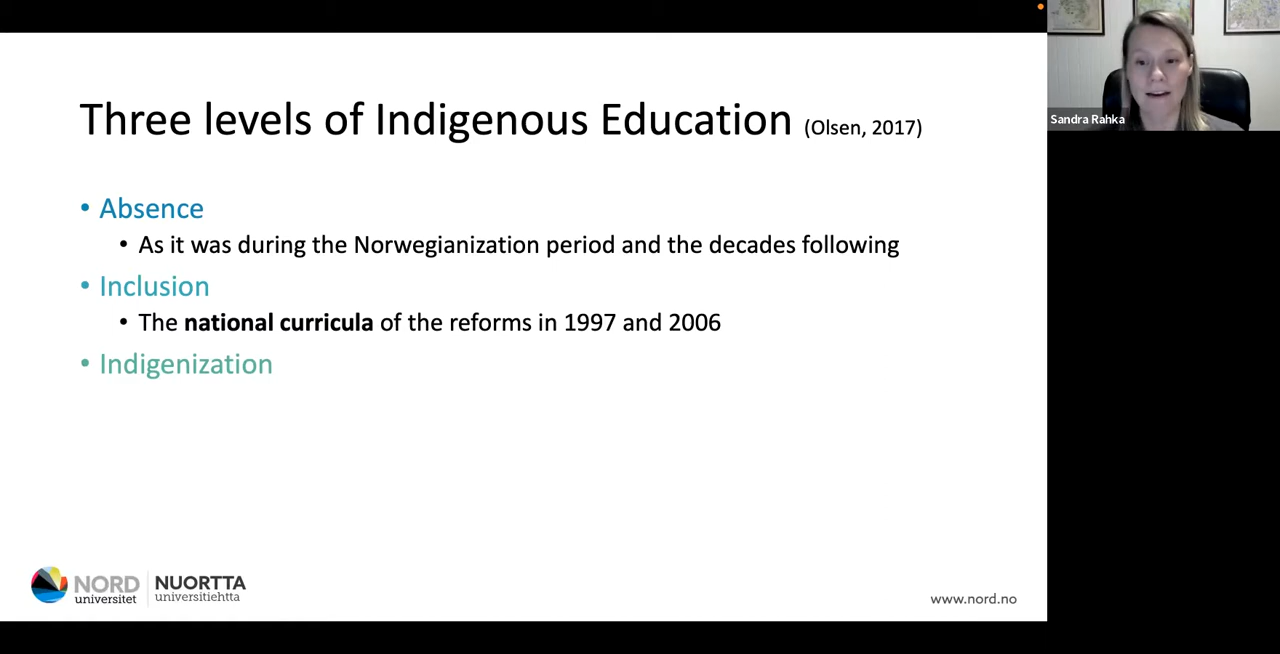 Three levels of Indigenous Education (Olsen, 2017)
• Absence
• As it was during the Norwegianization period and the decades following
• Inclusion
• The national curricula of the reforms in 1997 and 2006
• Indigenization
NORD
universitet
NUORTTA
universitiehtta
www.nord.no
Sandra Rahka